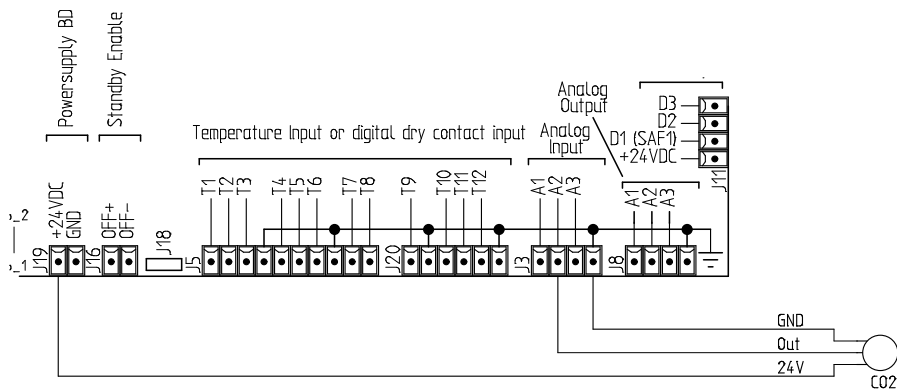 Powersupply BD
Standby Enable
Temperature Input or digital dry contact input
Analog
Input
Analog
Output
D3
D2
D1 (SAF1)
+24VDC
J11
T1
T2
T3
T4
T5
T6
T7
T8
T9
T10
T11
T12
A1
A2
A3
A1
A2
A3
_2
_1
+24VDC
GND
OFF+
OFF-
J19
J16
J18
J5
J20
J3
J8
GND
Out
24V
CO2